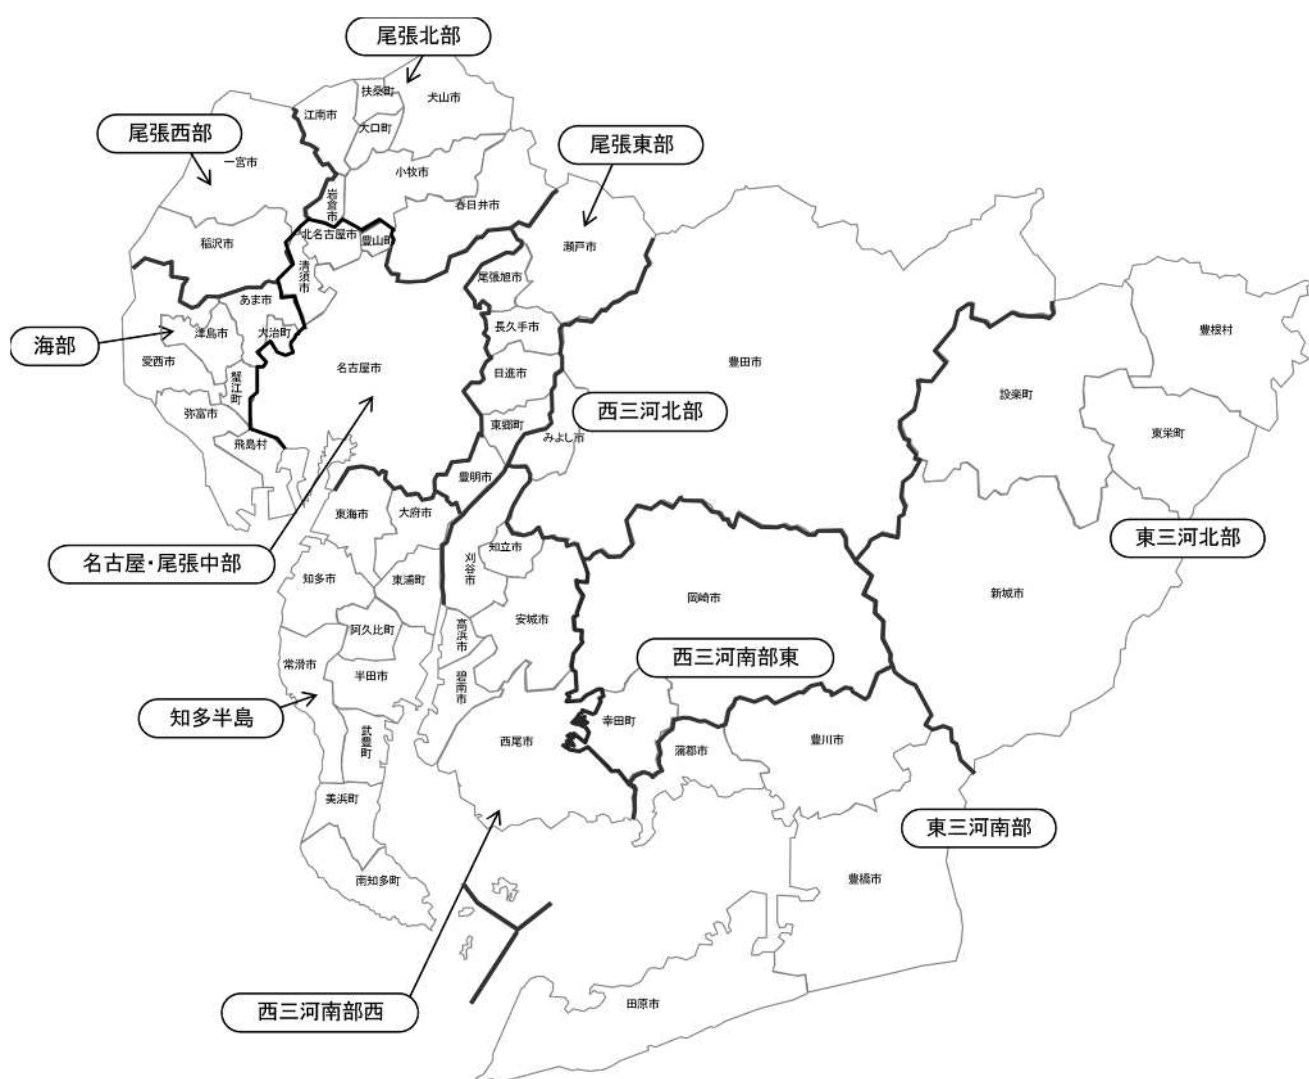 尾張北部
扶桑町
犬山市
江南市
大口町
尾張西部
一宮市
尾張東部
小牧市
岩倉市
春日井市
稲沢市
北名古屋市
豊山町
瀬戸市
清須市
尾張旭市
あま市
海部
津島市
大治町
長久手市
豊根村
愛西市
名古屋市
日進市
豊田市
蟹江町
設楽町
弥富市
西三河北部
東郷町
みよし市
東栄町
飛島村
豊明市
東海市
大府市
東三河北部
名古屋・尾張中部
知立市
刈谷市
知多市
東浦町
岡崎市
新城市
安城市
阿久比町
高浜市
西三河南部東
常滑市
半田市
碧南市
知多半島
武豊町
西尾市
幸田町
蒲郡市
豊川市
美浜町
東三河南部
南知多町
豊橋市
西三河南部西
田原市